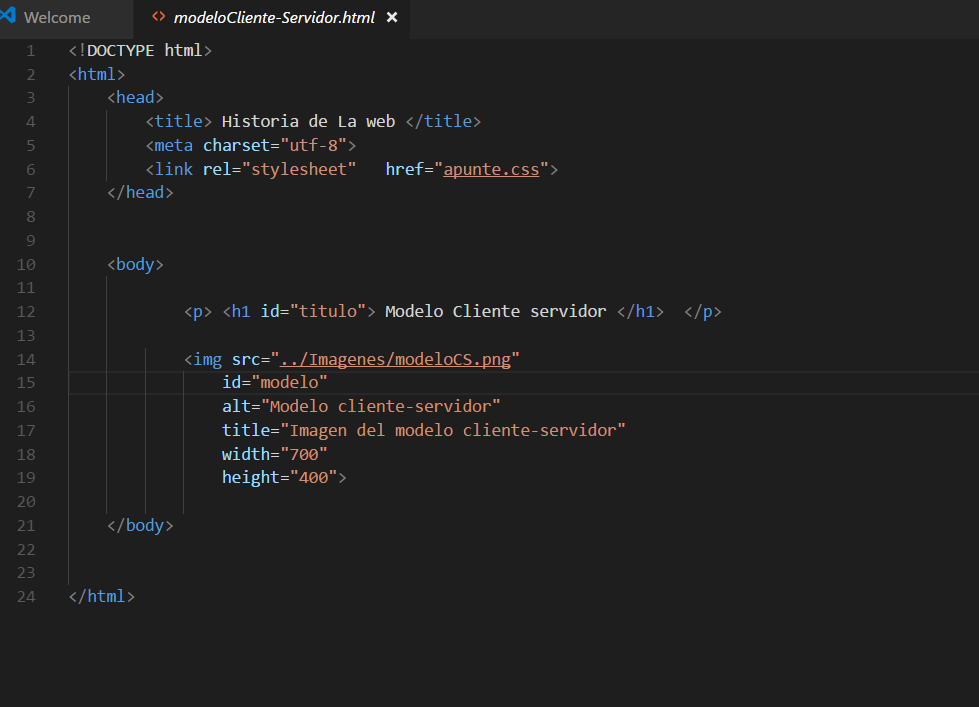 Welcome
<> modeloCliente-Servidor.html ×
1 <!DOCTYPE html>
2 <html>
3 <head>
4 <title> Historia de La web </title>
5 <meta charset="utf-8">
6 <link rel="stylesheet"   href="apunte.css">
7 </head>
8
9
10 <body>
11
12 <p> <h1 id="titulo"> Modelo Cliente servidor </h1>  </p>
13
14 <img src="../Imagenes/modeloCS.png"
15 id="modelo"
16 alt="Modelo cliente-servidor"
17 title="Imagen del modelo cliente-servidor"
18 width="700"
19 height="400">
20
21 </body>
22
23
24 </html>